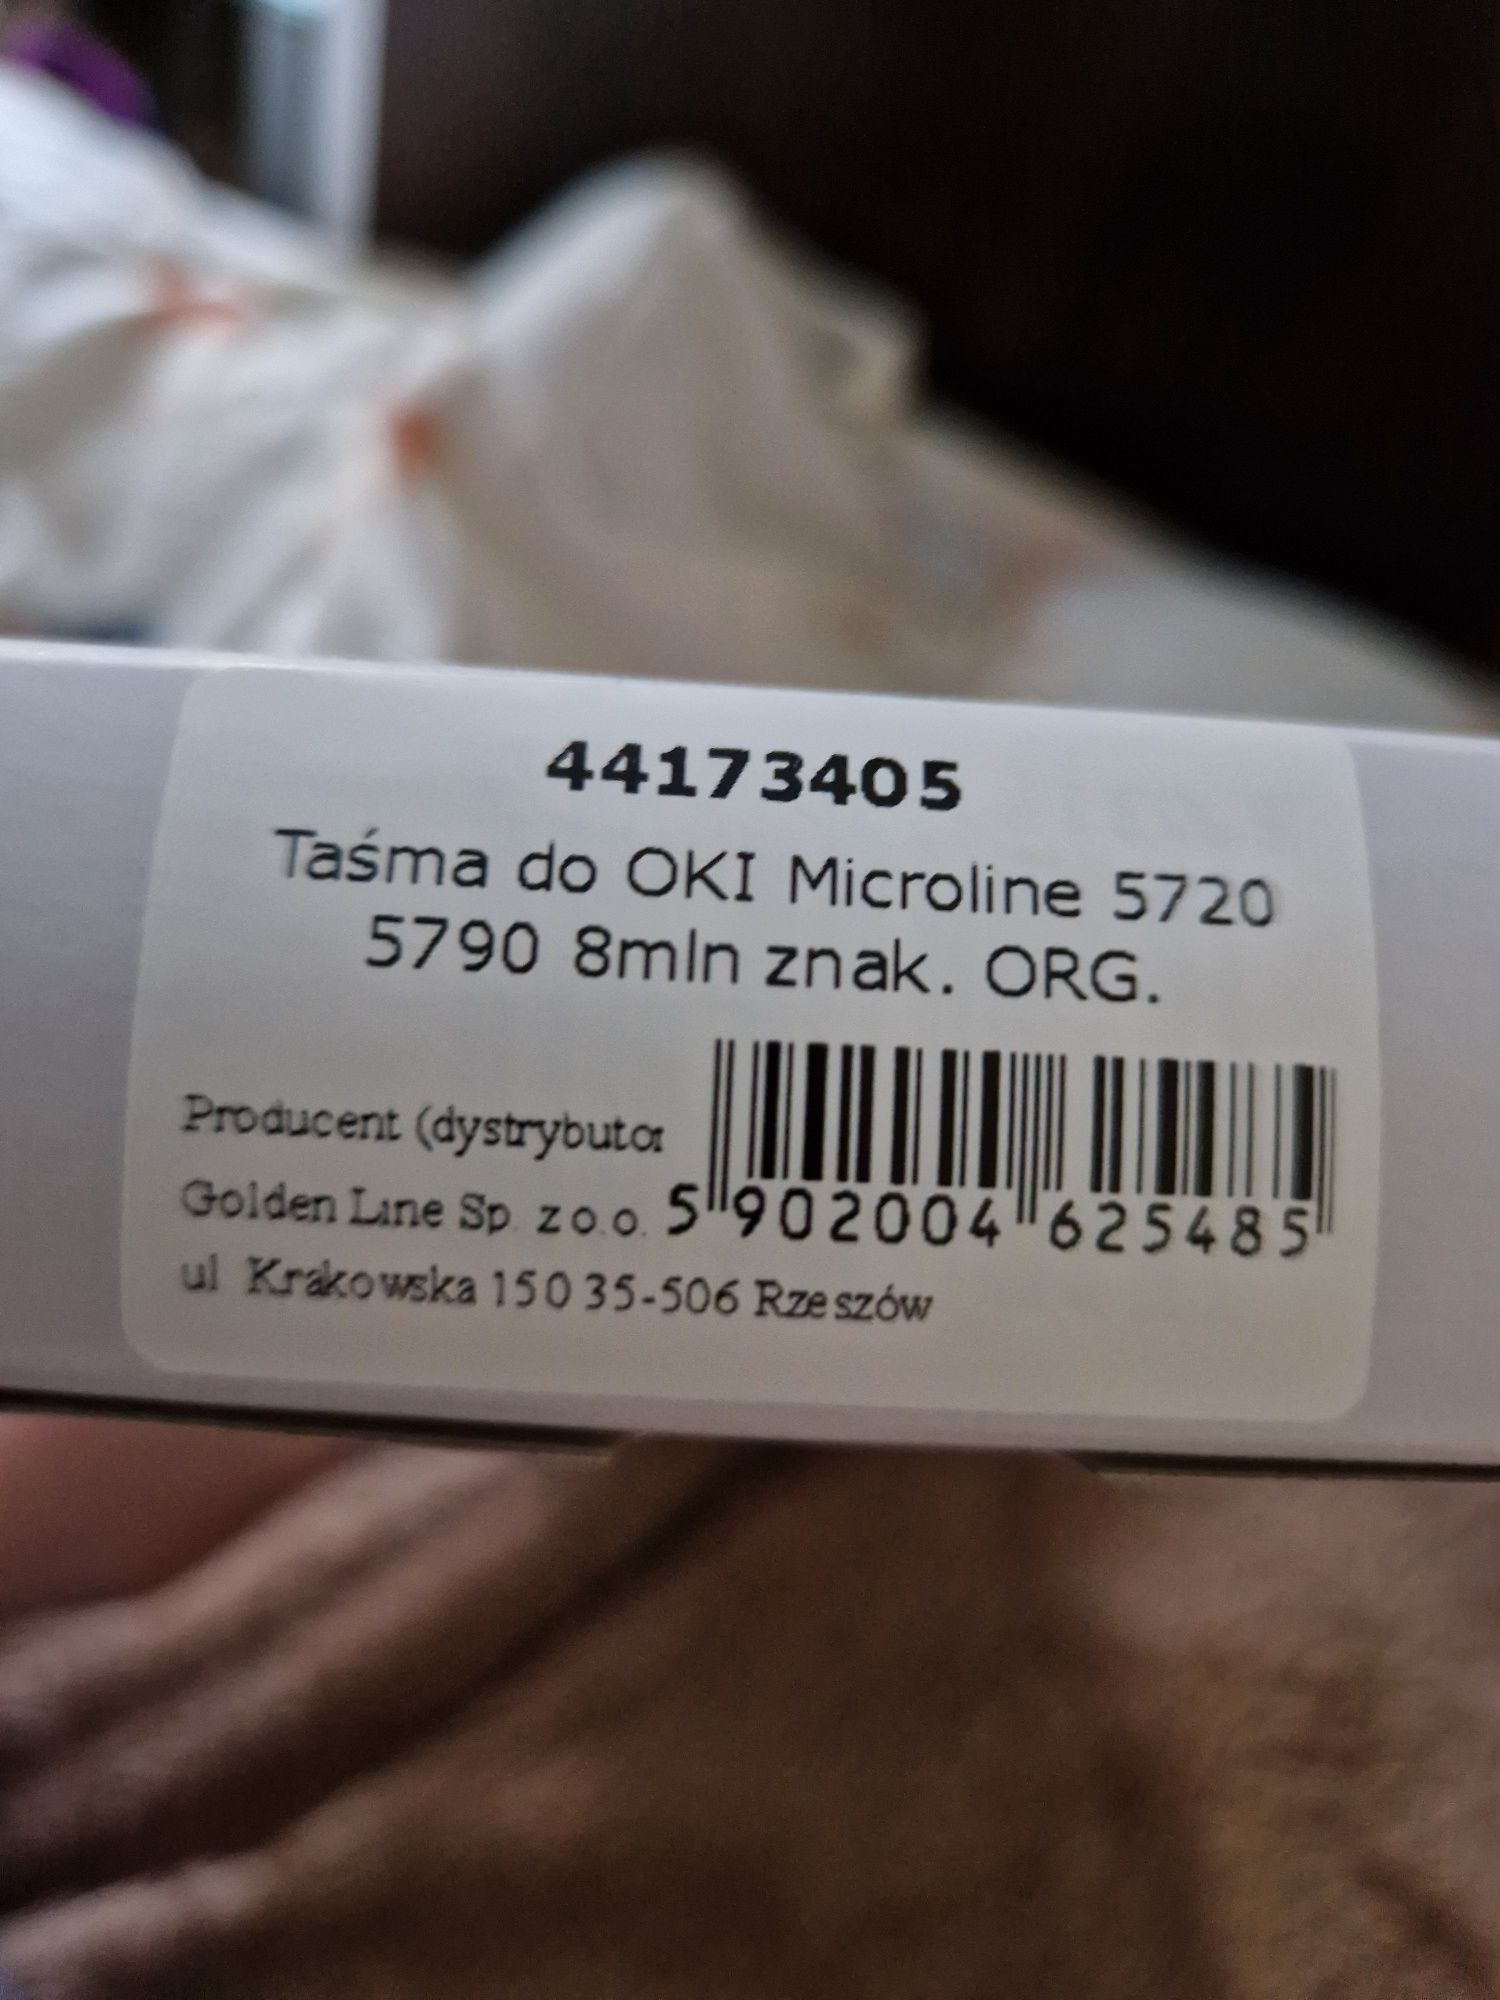 44173405
Taśma do OKI Microline 5720
5790 8mln znak. ORG.
Producent (dystrybutor
Golden Line Sp. z o.o.
5 902004 625485
ul Krakowska 150 35-506 Rzeszów